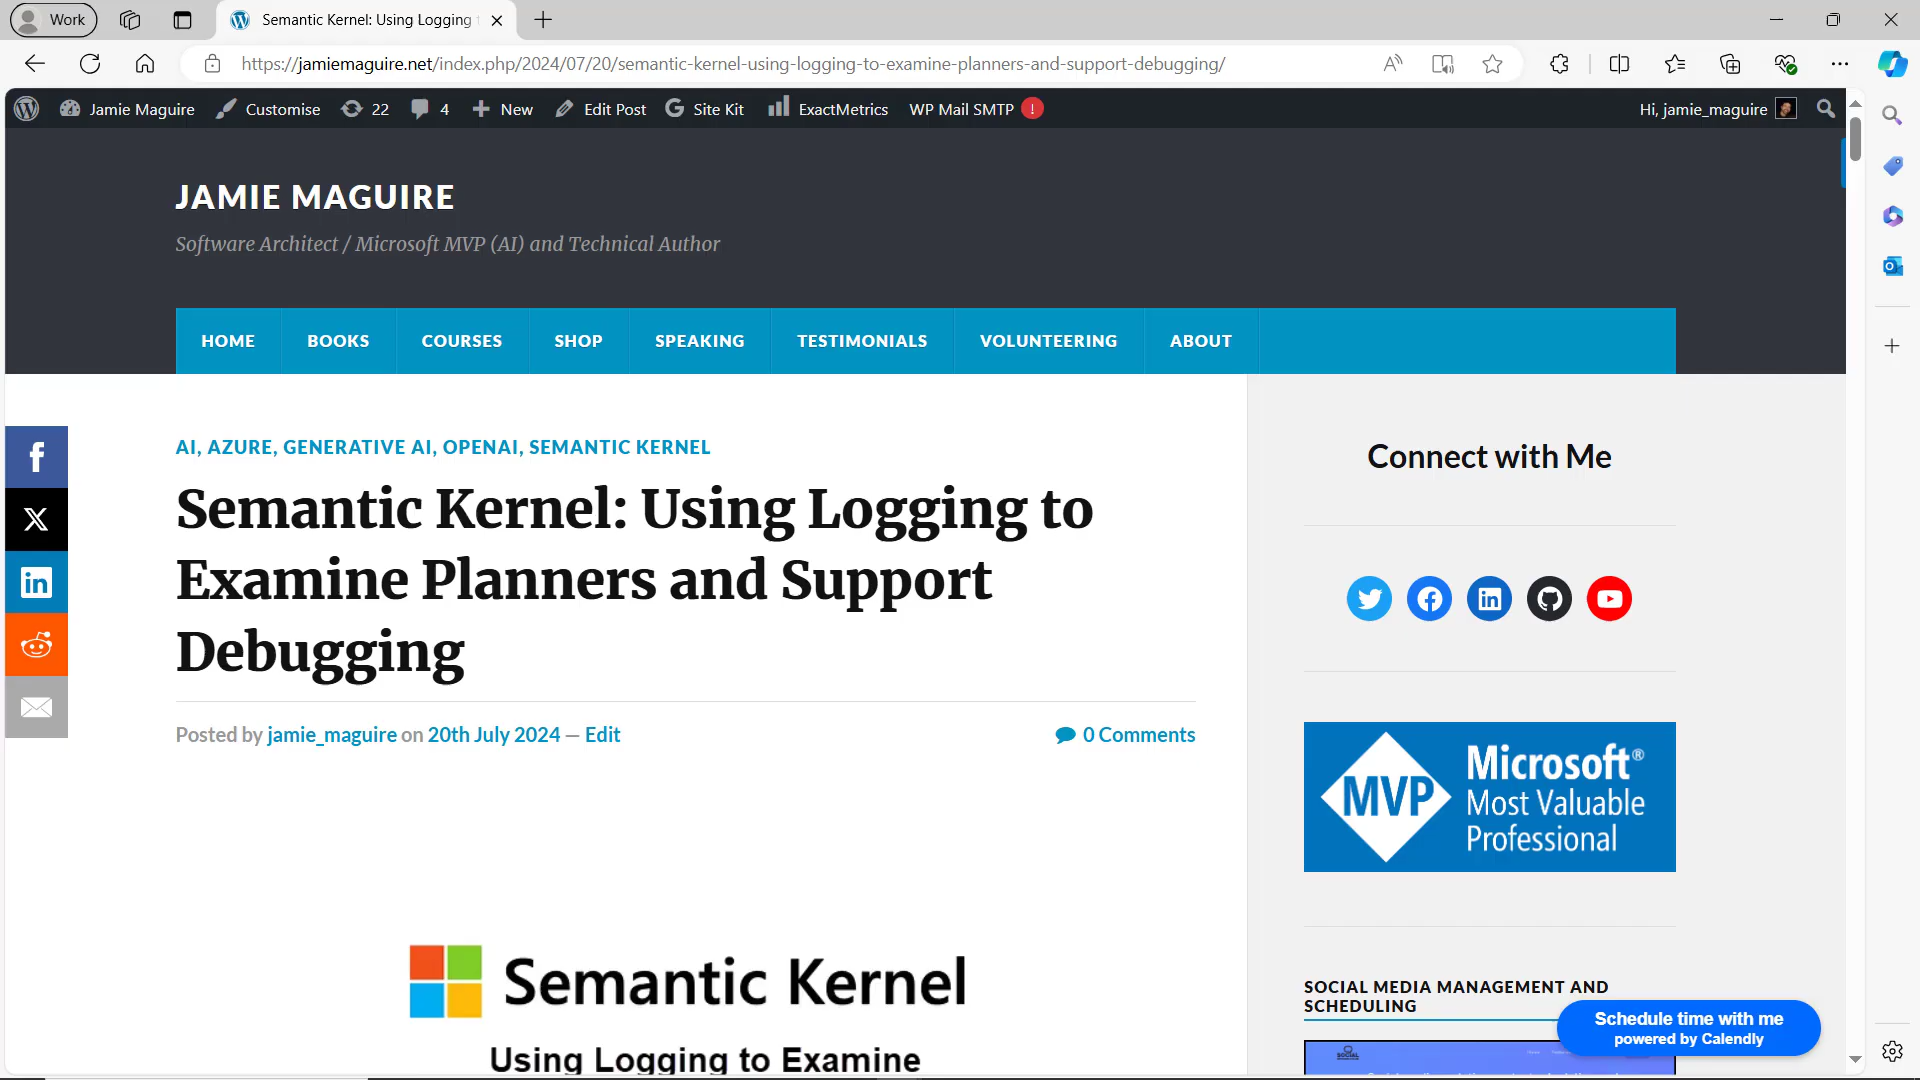 Work
Semantic Kernel: Using Logging
https://jamiemaguire.net/index.php/2024/07/20/semantic-kernel-using-logging-to-examine-planners-and-support-debugging/
Jamie Maguire Customise 22 4 New Edit Post Site Kit ExactMetrics WP Mail SMTP ! Hi, jamie_maguire
JAMIE MAGUIRE
Software Architect / Microsoft MVP (AI) and Technical Author
HOME BOOKS COURSES SHOP SPEAKING TESTIMONIALS VOLUNTEERING ABOUT
AI, AZURE, GENERATIVE AI, OPENAI, SEMANTIC KERNEL
Semantic Kernel: Using Logging to
Examine Planners and Support
Debugging
Posted by jamie_maguire on 20th July 2024 — Edit
0 Comments
Semantic Kernel
Using Logging to Examine
Connect with Me
MVP
Microsoft®
Most Valuable
Professional
SOCIAL MEDIA MANAGEMENT AND
SCHEDULING
Schedule time with me
powered by Calendly